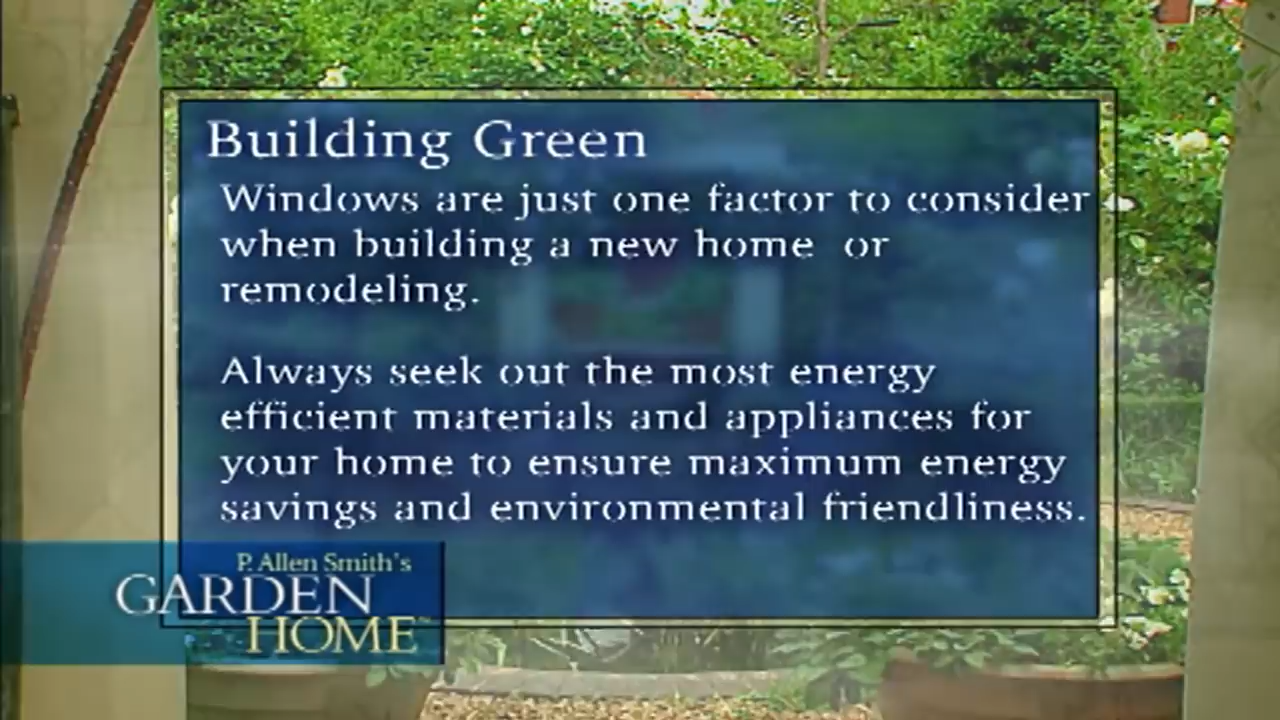 Building Green
Windows are just one factor to consider
when building a new home  or
remodeling.
Always seek out the most energy
efficient materials and appliances for
your home to ensure maximum energy
savings and environmental friendliness.
P. Allen Smith's
GARDEN
HOME™